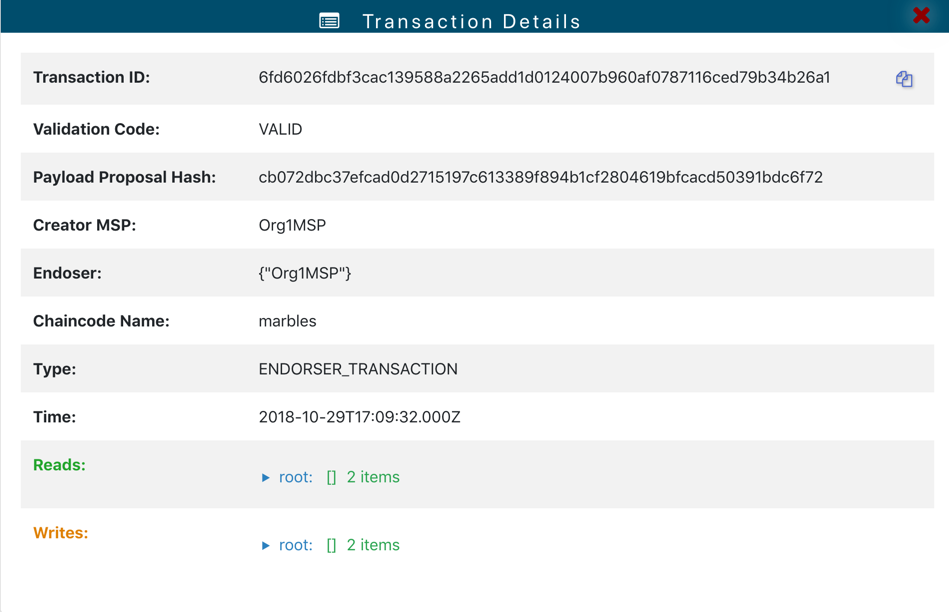 Transaction Details
Transaction ID: 6fd6026fdbf3cac139588a2265add1d0124007b960af0787116ced79b34b26a1
Validation Code: VALID
Payload Proposal Hash: cb072dbc37efcad0d2715197c613389f894b1cf2804619bfcacd50391bdc6f72
Creator MSP: Org1MSP
Endoser: {"Org1MSP"}
Chaincode Name: marbles
Type: ENDORSER_TRANSACTION
Time: 2018-10-29T17:09:32.000Z
Reads:
root: [] 2 items
Writes:
root: [] 2 items